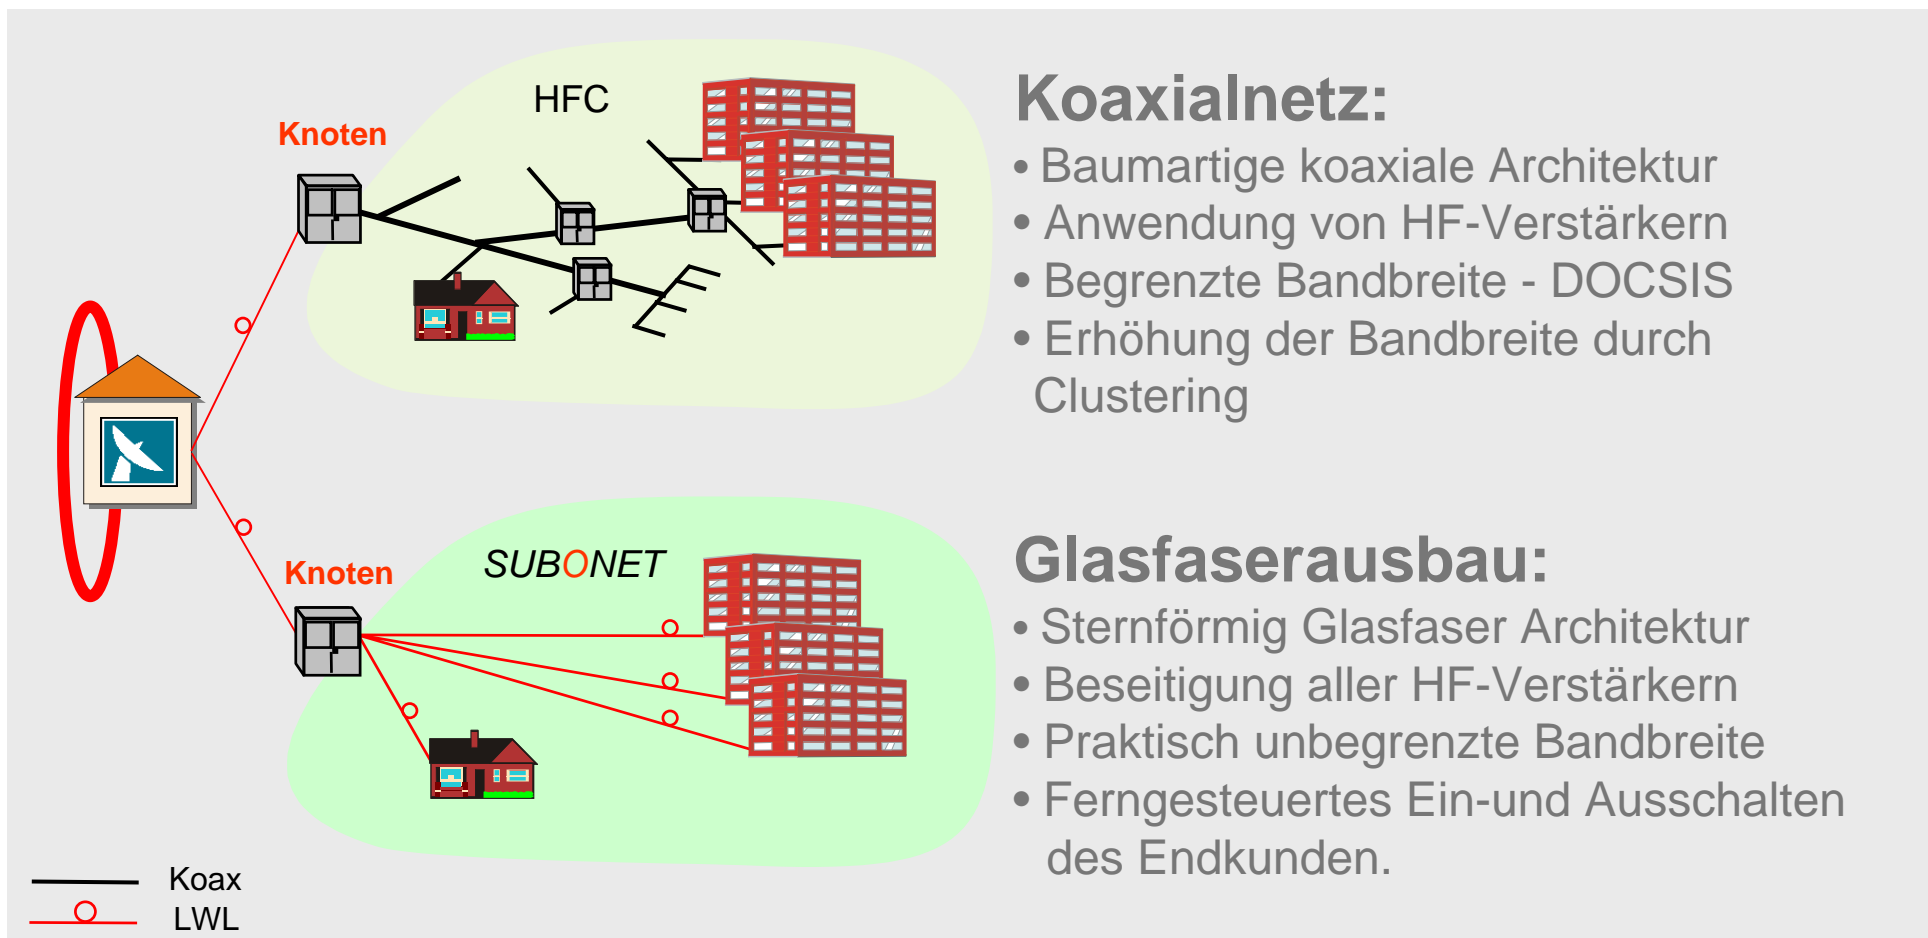 HFC
Knoten
Koaxialnetz:
• Baumartige koaxiale Architektur
• Anwendung von HF-Verstärkern
• Begrenzte Bandbreite - DOCSIS
• Erhöhung der Bandbreite durch
Clustering
SUBONET
Knoten
Glasfaserausbau:
• Sternförmig Glasfaser Architektur
• Beseitigung aller HF-Verstärkern
• Praktisch unbegrenzte Bandbreite
• Ferngesteuertes Ein-und Ausschalten
des Endkunden.
Koax
LWL